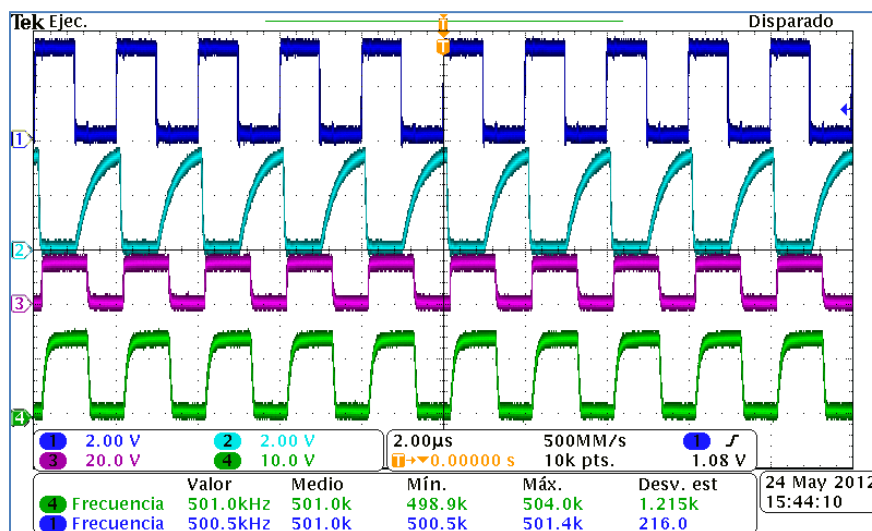 Tek Ejec. Disparado
T
T
1
2
3
4
1 2.00 V 2 2.00 V
3 20.0 V 4 10.0 V
2.00µs 500MM/s 1
T→▼0.00000 s 10k pts. 1.08 V
Valor Medio Mín. Máx. Desv. est
4 Frecuencia 501.0kHz 501.0k 498.9k 504.0k 1.215k
1 Frecuencia 500.5kHz 501.0k 500.5k 501.4k 216.0
24 May 2012
15:44:10